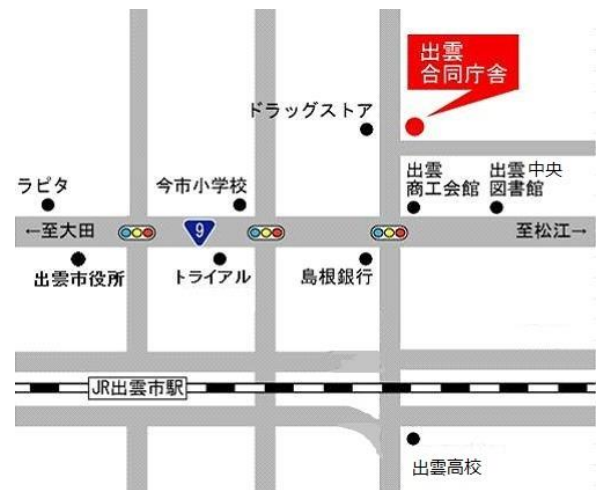 出雲
合同庁舎
ドラッグストア
出雲
商工会館
出雲中央
図書館
ラピタ
今市小学校
←至大田
9
至松江→
出雲市役所
トライアル
島根銀行
JR出雲市駅
出雲高校